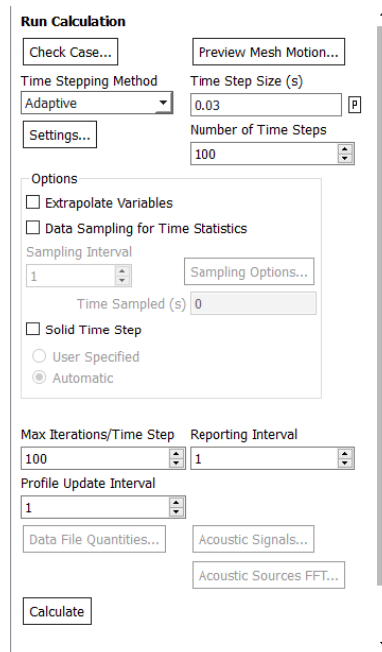 Run Calculation
Check Case... Preview Mesh Motion...
Time Stepping Method Time Step Size (s)
Adaptive 0.03 P
Settings... Number of Time Steps
100
Options
Extrapolate Variables
Data Sampling for Time Statistics
Sampling Interval
1 Sampling Options...
Time Sampled (s) 0
Solid Time Step
User Specified
Automatic
Max Iterations/Time Step Reporting Interval
100 1
Profile Update Interval
1
Data File Quantities... Acoustic Signals...
Acoustic Sources FFT...
Calculate